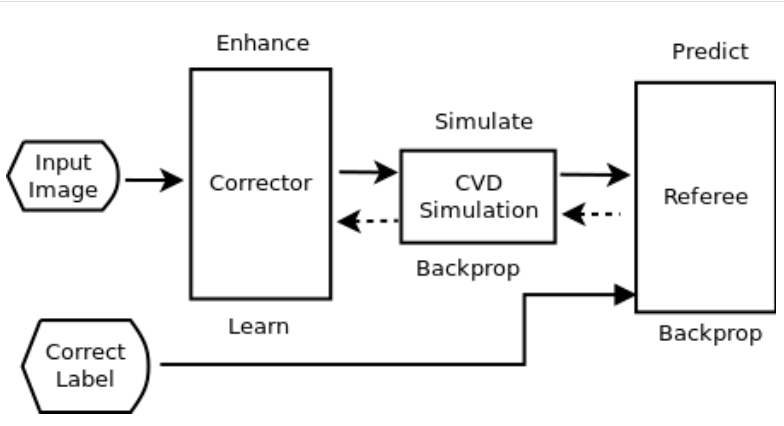 Enhance
Predict
Simulate
Input
Image
Corrector
CVD
Simulation
Referee
Backprop
Learn
Backprop
Correct
Label